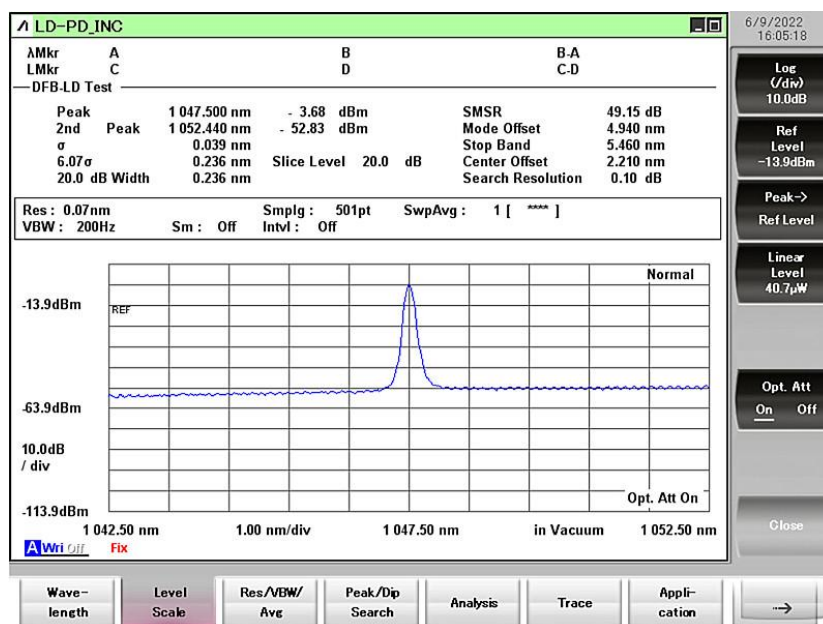 LD-PD_INC
6/9/2022
16:05:18
λMkr A B B-A
LMkr C D C-D
DFB-LD Test
Peak 1 047.500 nm - 3.68 dBm SMSR 49.15 dB
2nd Peak 1 052.440 nm - 52.83 dBm Mode Offset 4.940 nm
σ 0.039 nm Stop Band 5.460 nm
6.07σ 0.236 nm Slice Level 20.0 dB Center Offset 2.210 nm
20.0 dB Width 0.236 nm Search Resolution 0.10 dB
Res : 0.07nm Smplg : 501pt SwpAvg : 1 [ **** ]
VBW : 200Hz Sm : Off Intvl : Off
Normal
-13.9dBm
REF
-63.9dBm
10.0dB
/ div
Opt. Att On
-113.9dBm
1 042.50 nm 1.00 nm/div 1 047.50 nm in Vacuum 1 052.50 nm
A Wri Off Fix
Log
(/div)
10.0dB
Ref
Level
-13.9dBm
Peak->
Ref Level
Linear
Level
40.7μW
Opt. Att
On Off
Close
Wave-
length
Level
Scale
Res/VBW/
Avg
Peak/Dip
Search
Analysis
Trace
Appli-
cation